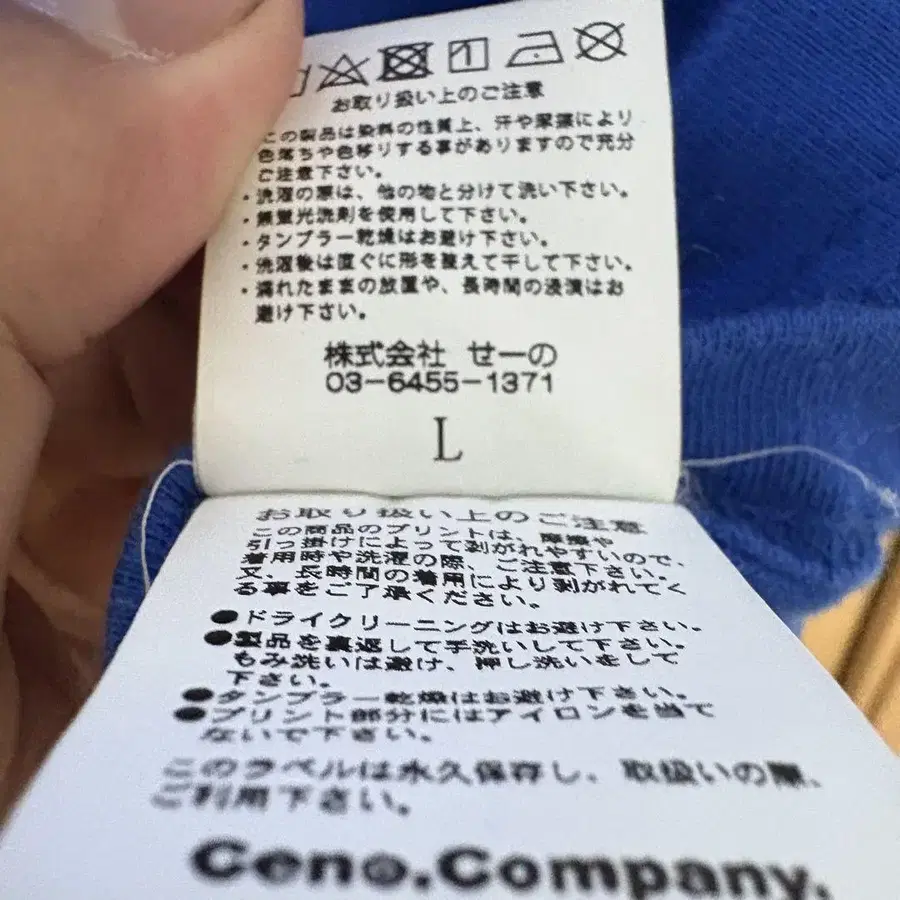 お取り扱い上のご注意
この製品は染料の性質上、汗や摩擦により
色落ちや色移りする事がありますので充分
ご注意下さい。
・洗濯の際は、他の物と分けて洗い下さい。
・無蛍光洗剤を使用して下さい。
・タンブラー乾燥はお避け下さい。
・洗濯後は直ぐに形を整えて干して下さい。
・濡れたままの放置や、長時間の浸漬はお
避け下さい。
株式会社 せーの
03-6455-1371
L
お取り扱い上のご注意
この商品のプリントは、摩擦や
引っ掛けによって剥がれやすいので、
着用時や洗濯の際、ご注意下さい。
又、長時間の着用により剥がれてく
る事をご了承ください。
●ドライクリーニングはお避け下さい。
●製品を裏返して手洗いして下さい。
もみ洗いは避け、押し洗いをして
下さい。
●タンブラー乾燥はお避け下さい。
●プリント部分にはアイロンを当て
ないで下さい。
このラベルは永久保存し、取扱いの際、
ご利用下さい。
Ceno.Company.